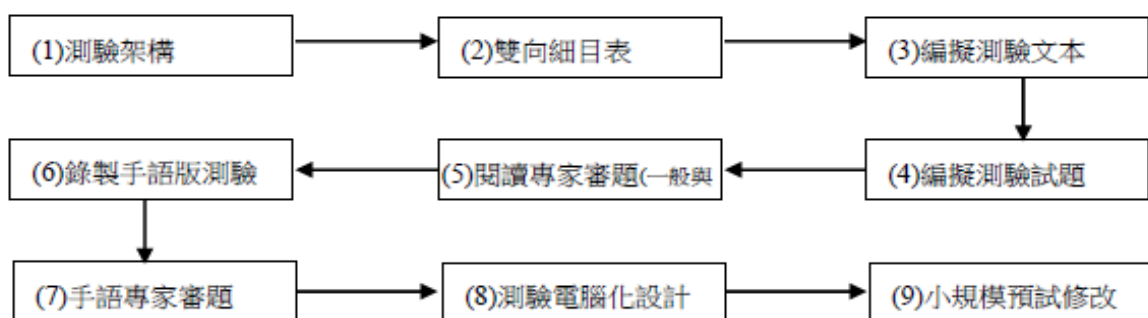 (1)測驗架構
(2)雙向細目表
(3)編擬測驗文本
(4)編擬測驗試題
(5)閱讀專家審題(一般與
(6)錄製手語版測驗
(7)手語專家審題
(8)測驗電腦化設計
(9)小規模預試修改